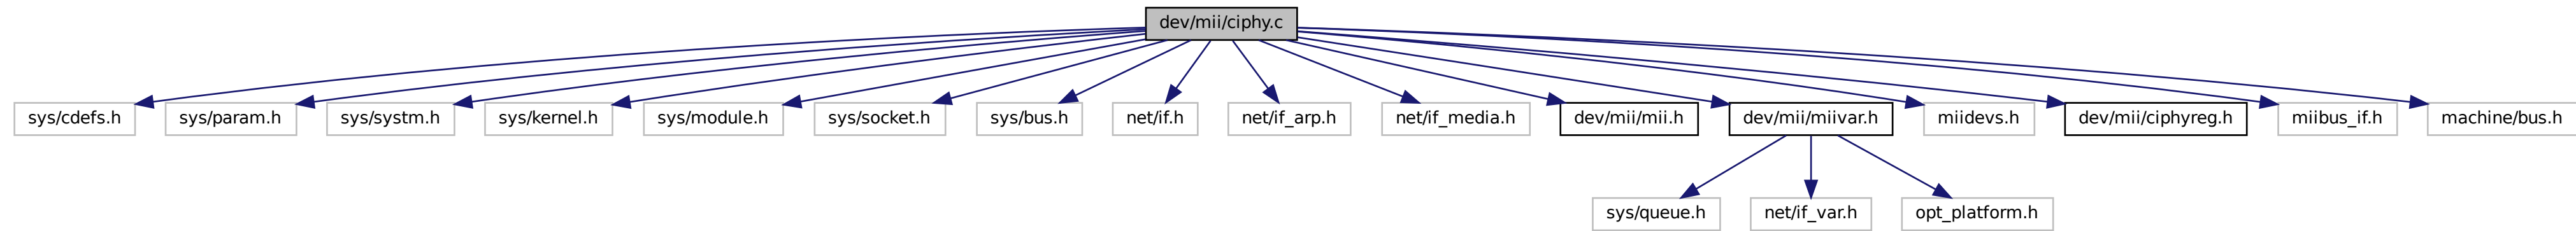 dev/mii/ciphy.c
sys/cdefs.h
sys/param.h
sys/systm.h
sys/kernel.h
sys/module.h
sys/socket.h
sys/bus.h
net/if.h
net/if_arp.h
net/if_media.h
dev/mii/mii.h
dev/mii/miivar.h
miidevs.h
dev/mii/ciphyreg.h
miibus_if.h
machine/bus.h
sys/queue.h
net/if_var.h
opt_platform.h